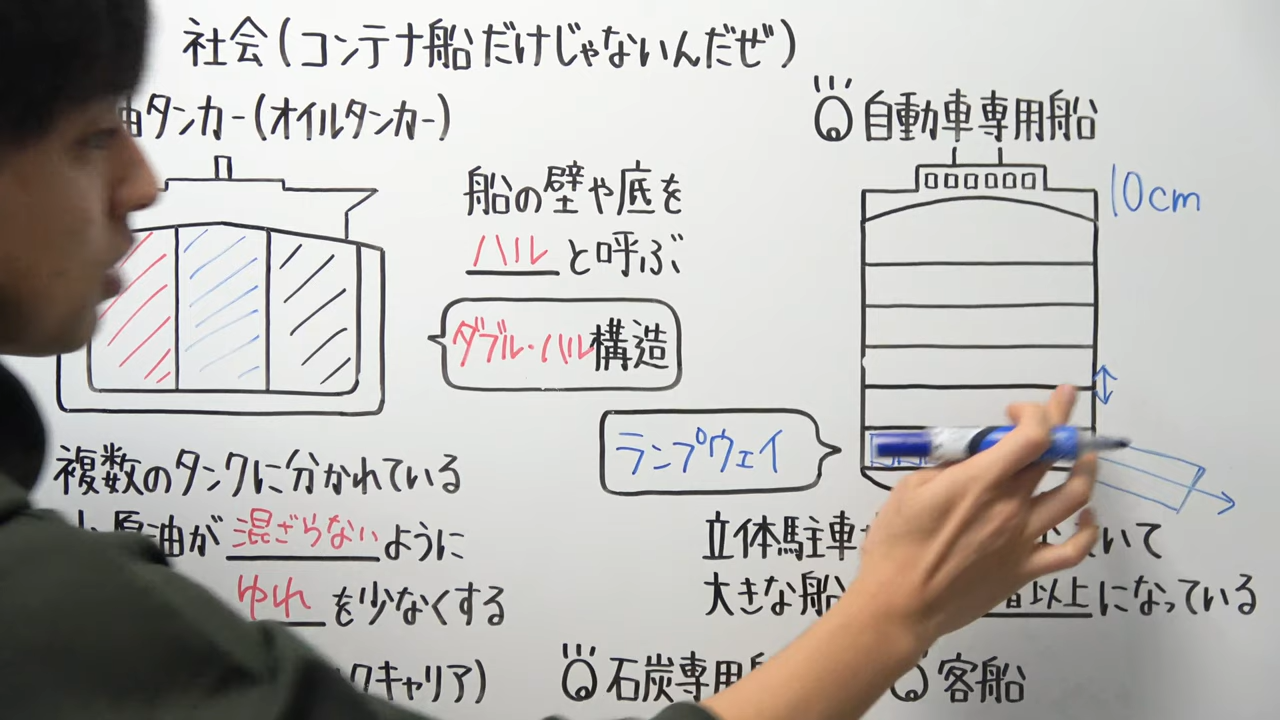 社会(コンテナ船だけじゃないんだぜ)
油タンカー(オイルタンカー)
船の壁や底を
ハルと呼ぶ
ダブル・ハル構造
複数のタンクに分かれている
原油が混ざらないように
ゆれを少なくする
クキャリア)
自動車専用船
10cm
ランプウェイ
立体駐車
いて
大きな船
以上になっている
石炭専用
客船